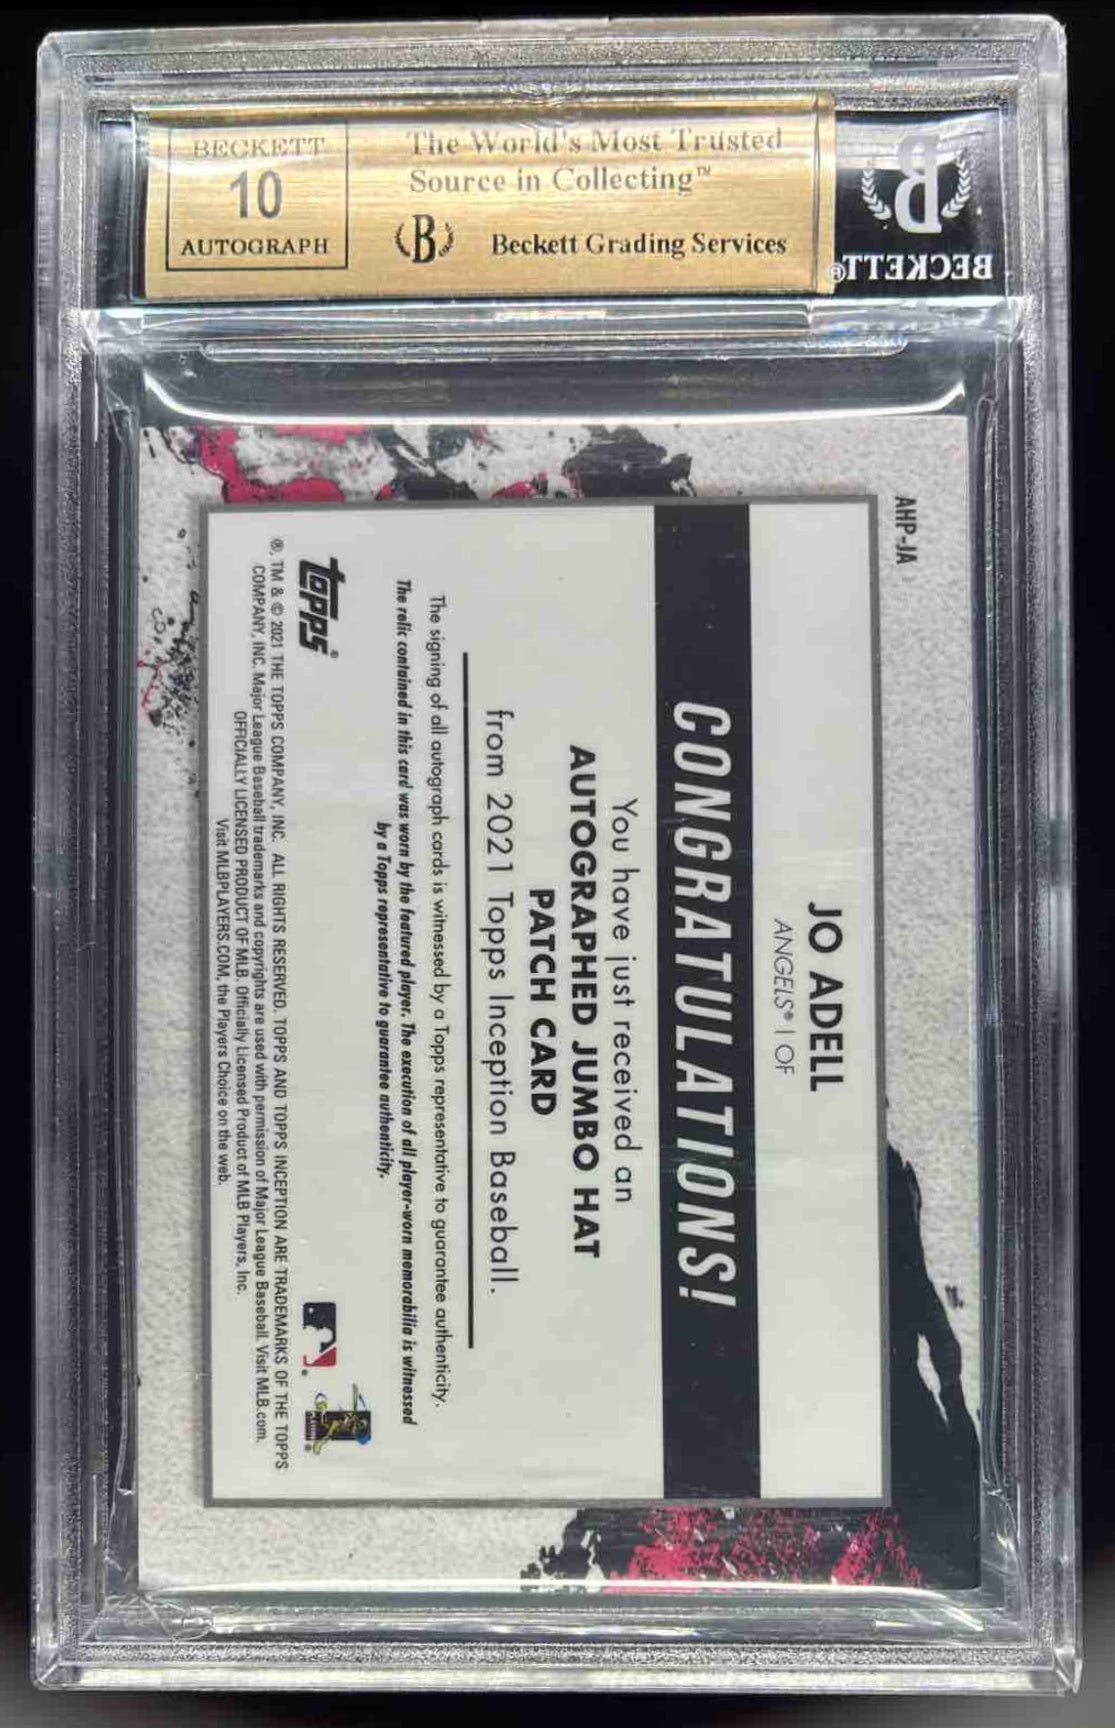 BECKETT
10
AUTOGRAPH
The World's Most Trusted
Source in Collecting™
B
Beckett Grading Services
B
BECKETT®
AHP-JA
JO ADELL
ANGELS® | OF
CONGRATULATIONS!
You have just received an
AUTOGRAPHED JUMBO HAT
PATCH CARD
from 2021 Topps Inception Baseball.
The signing of all autograph cards is witnessed by a Topps representative to guarantee authenticity.
The relic contained in this card was worn by the featured player. The execution of all player-worn memorabilia is witnessed
by a Topps representative to guarantee authenticity.
topps®
®, TM & © 2021 THE TOPPS COMPANY, INC. ALL RIGHTS RESERVED. TOPPS AND TOPPS INCEPTION ARE TRADEMARKS OF THE TOPPS
COMPANY, INC. Major League Baseball trademarks and copyrights are used with permission of Major League Baseball. Visit MLB.com.
OFFICIALLY LICENSED PRODUCT OF MLB. Officially Licensed Product of MLB Players, Inc.
Visit MLBPLAYERS.COM, the Players Choice on the web.